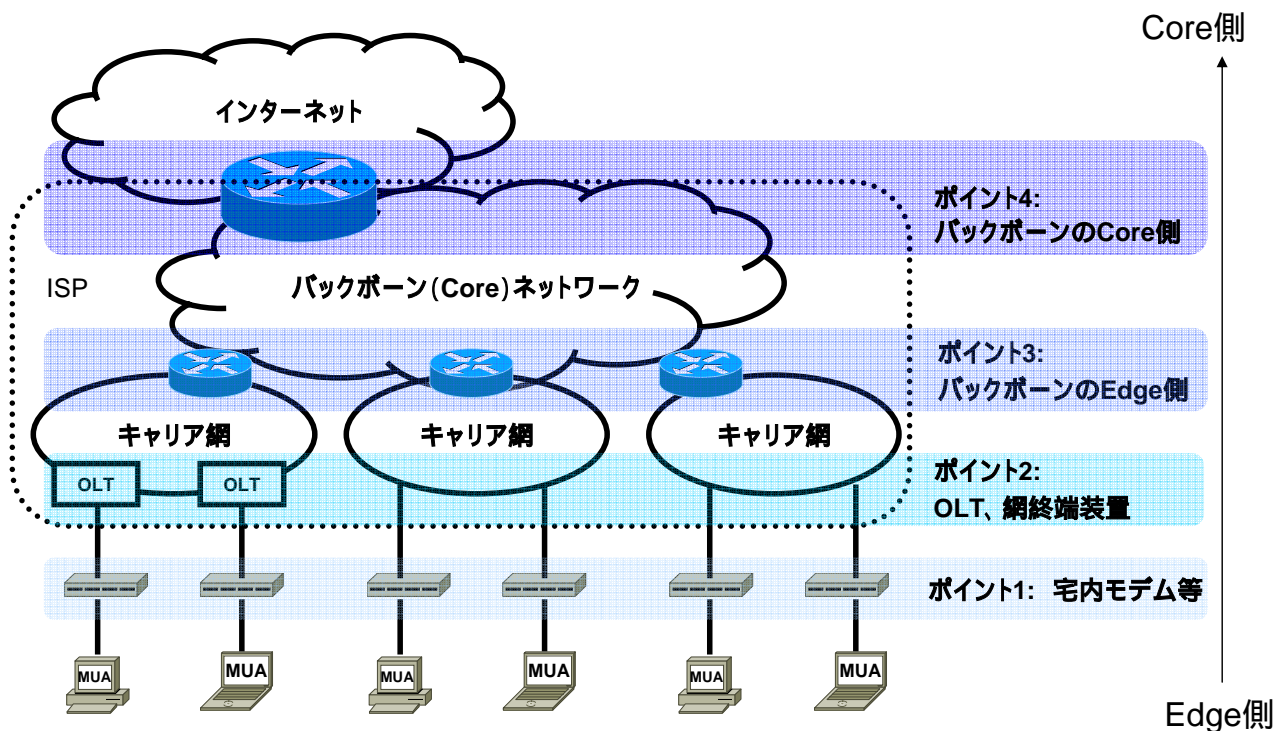 Core側
インターネット
ポイント4:
バックボーンのCore側
ISP
バックボーン(Core)ネットワーク
ポイント3:
バックボーンのEdge側
キャリア網
キャリア網
キャリア網
ポイント2:
OLT、網終端装置
OLT
OLT
ポイント1: 宅内モデム等
MUA
MUA
MUA
MUA
MUA
MUA
Edge側